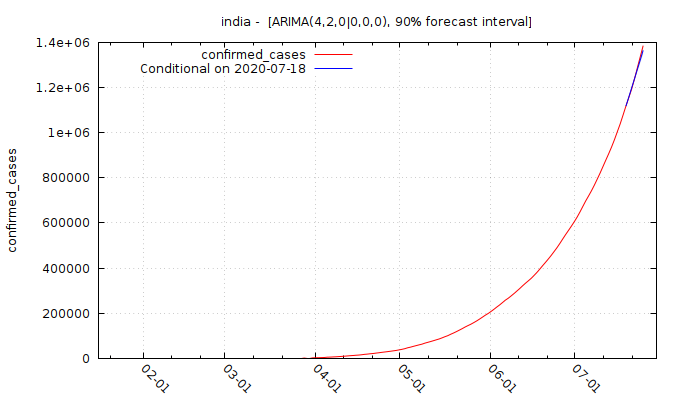 india -  [ARIMA(4,2,0|0,0,0), 90% forecast interval]
confirmed_cases
Conditional on 2020-07-18
confirmed_cases
1.4e+06
1.2e+06
1e+06
800000
600000
400000
200000
0
02-01
03-01
04-01
05-01
06-01
07-01